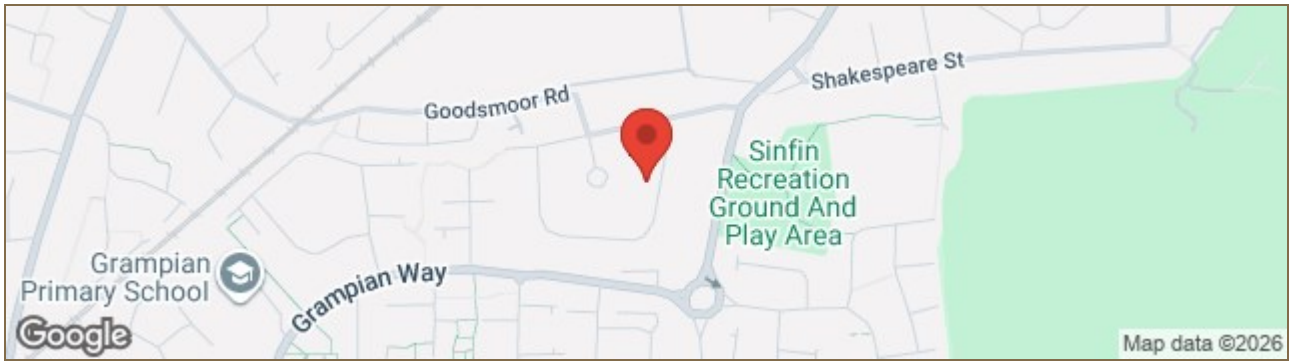 Shakespeare St
Goodsmoor Rd
Sinfin
Recreation
Ground And
Play Area
Grampian
Primary School
Grampian Way
Google
Map data ©2026